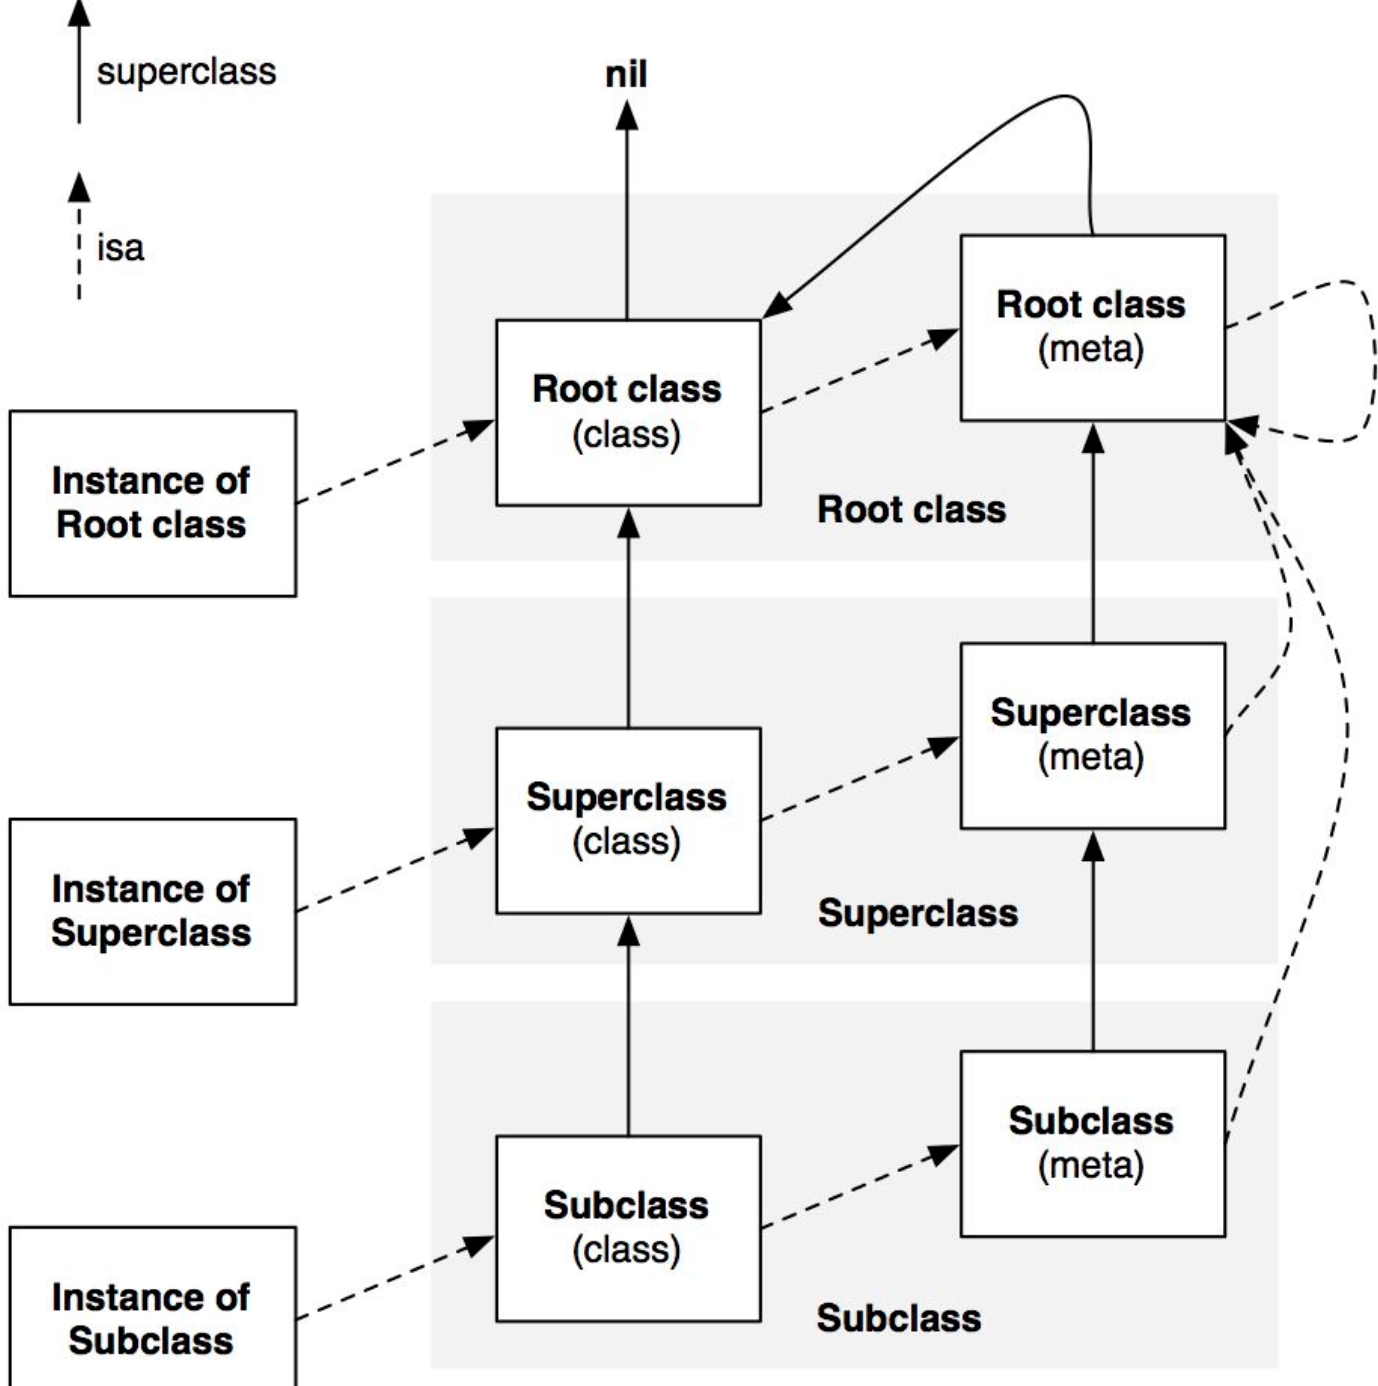 superclass
nil
isa
Root class
(meta)
Root class
(class)
Instance of
Root class
Root class
Superclass
(meta)
Superclass
(class)
Instance of
Superclass
Superclass
Subclass
(meta)
Subclass
(class)
Instance of
Subclass
Subclass